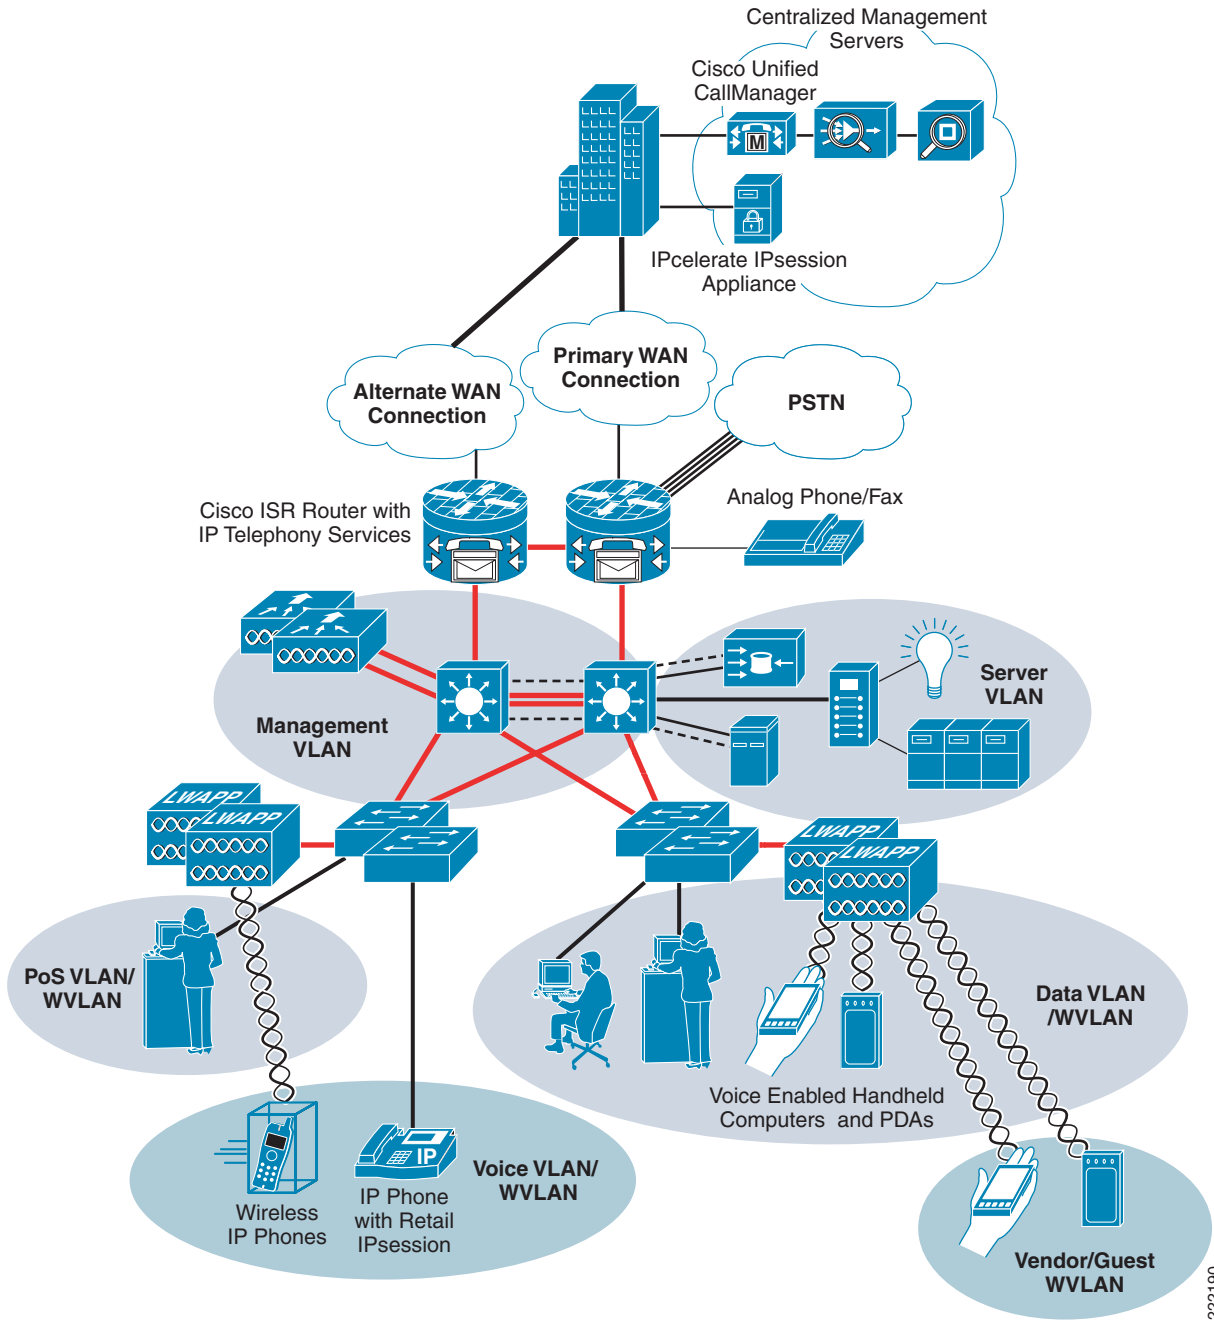 Centralized Management
Servers
Cisco Unified
CallManager
M
IPcelerate IPsession
Appliance
Primary WAN
Connection
Alternate WAN
Connection
PSTN
Cisco ISR Router with
IP Telephony Services
Analog Phone/Fax
Server
VLAN
Management
VLAN
LWAPP
LWAPP
LWAPP
LWAPP
PoS VLAN/
WVLAN
Data VLAN
/WVLAN
Voice Enabled Handheld
Computers and PDAs
IP
Voice VLAN/
WVLAN
Wireless
IP Phones
IP Phone
with Retail
IPsession
Vendor/Guest
WVLAN
222190